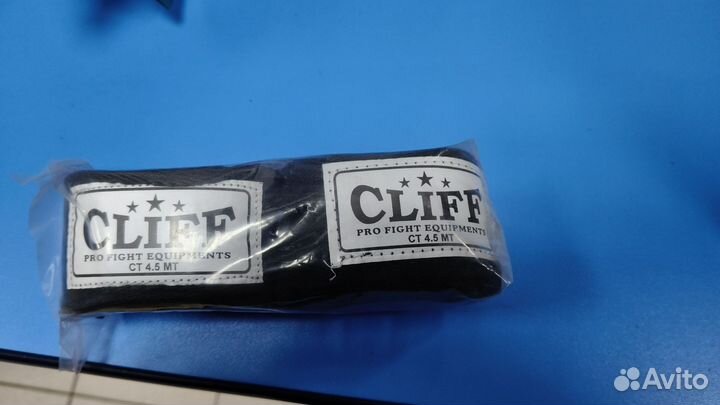 CLIFF
PRO FIGHT EQUIPMENTS
CT 4.5 MT
CLIFF
PRO FIGHT EQUIPMENTS
CT 4.5 MT
Avito